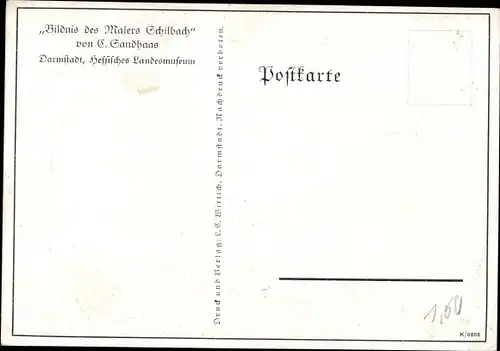 „Bildnis des Malers Schilbach“
von C. Sandhaas
Darmstadt, Hessisches Landesmuseum
Druck und Verlag: L. C. Wittich, Darmstadt. Nachdruck verboten.
Postkarte
1,50
K/0668